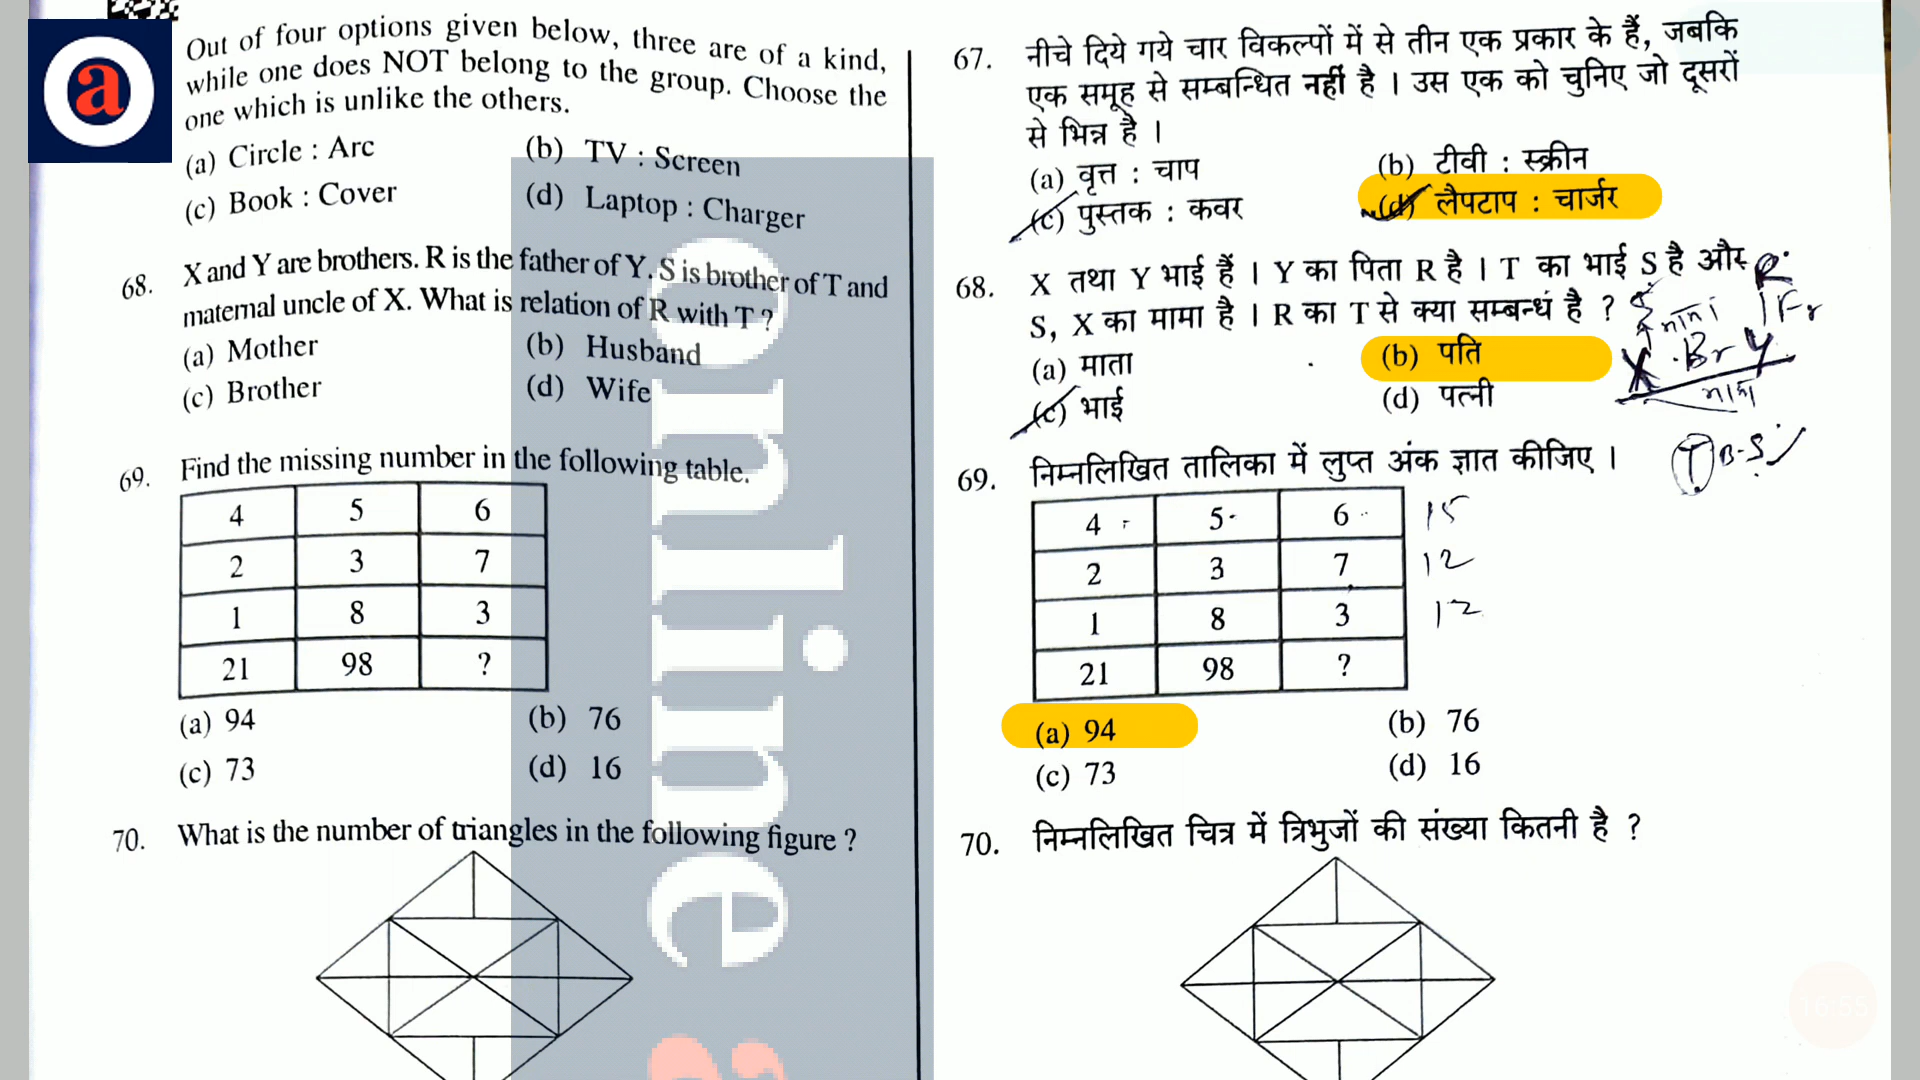 a
Out of four options given below, three are of a kind,
while one does NOT belong to the group. Choose the
one which is unlike the others.
(a) Circle : Arc (b) TV : Screen
(c) Book : Cover (d) Laptop : Charger
68. X and Y are brothers. R is the father of Y. S is brother of T and
maternal uncle of X. What is relation of R with T ?
(a) Mother (b) Husband
(c) Brother (d) Wife
69. Find the missing number in the following table.
4 5 6
2 3 7
1 8 3
21 98 ?
(a) 94 (b) 76
(c) 73 (d) 16
70. What is the number of triangles in the following figure ?
online
67. नीचे दिये गये चार विकल्पों में से तीन एक प्रकार के हैं, जबकि
एक समूह से सम्बन्धित नहीं है । उस एक को चुनिए जो दूसरों
से भिन्न है ।
(a) वृत्त : चाप (b) टीवी : स्क्रीन
(c) पुस्तक : कवर (d) लैपटाप : चार्जर
68. X तथा Y भाई हैं । Y का पिता R है । T का भाई S है और
S, X का मामा है । R का T से क्या सम्बन्धं है ?
(a) माता (b) पति
(c) भाई (d) पत्नी
R
S
X Br Y
T B-S
69. निम्नलिखित तालिका में लुप्त अंक ज्ञात कीजिए ।
4 5 6 15
2 3 7 12
1 8 3 12
21 98 ?
(a) 94 (b) 76
(c) 73 (d) 16
70. निम्नलिखित चित्र में त्रिभुजों की संख्या कितनी है ?
16:55